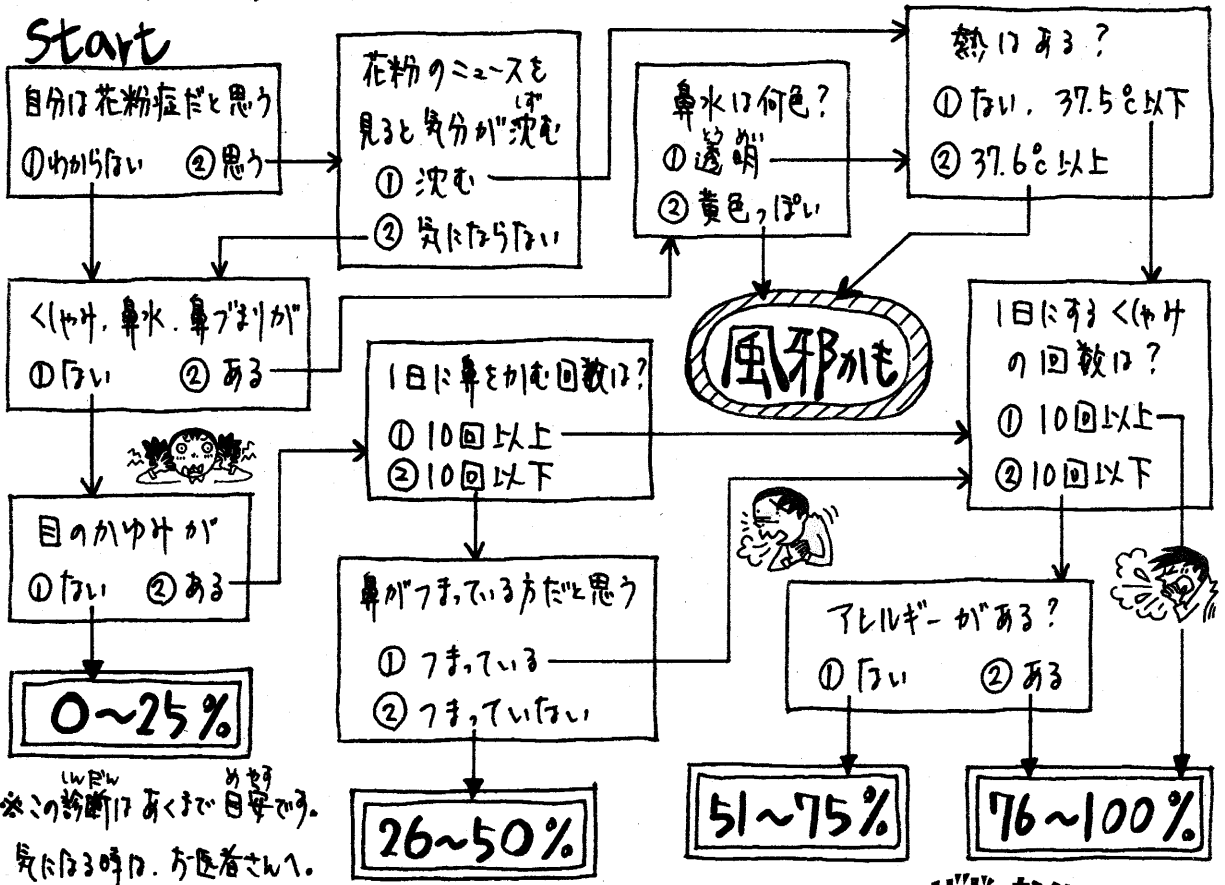 Start
自分は花粉症だと思う
①わからない ②思う
花粉のニュースを
見ると気分が沈む
しず
① 沈む
② 気にならない
鼻水は何色?
とうめい
① 透明
② 黄色っぽい
熱はある?
① ない、37.5℃以下
② 37.6℃以上
くしゃみ、鼻水、鼻づまりが
① ない ② ある
1日に鼻をかむ回数は?
① 10回以上
② 10回以下
風邪かも
1日にするくしゃみ
の回数は?
① 10回以上
② 10回以下
目のかゆみが
① ない ② ある
鼻がつまっている方だと思う
① つまっている
② つまっていない
アレルギーがある?
① ない ② ある
0~25%
26~50%
51~75%
76~100%
しんだん めやす
※この診断はあくまで目安です。
気になる時は、お医者さんへ。